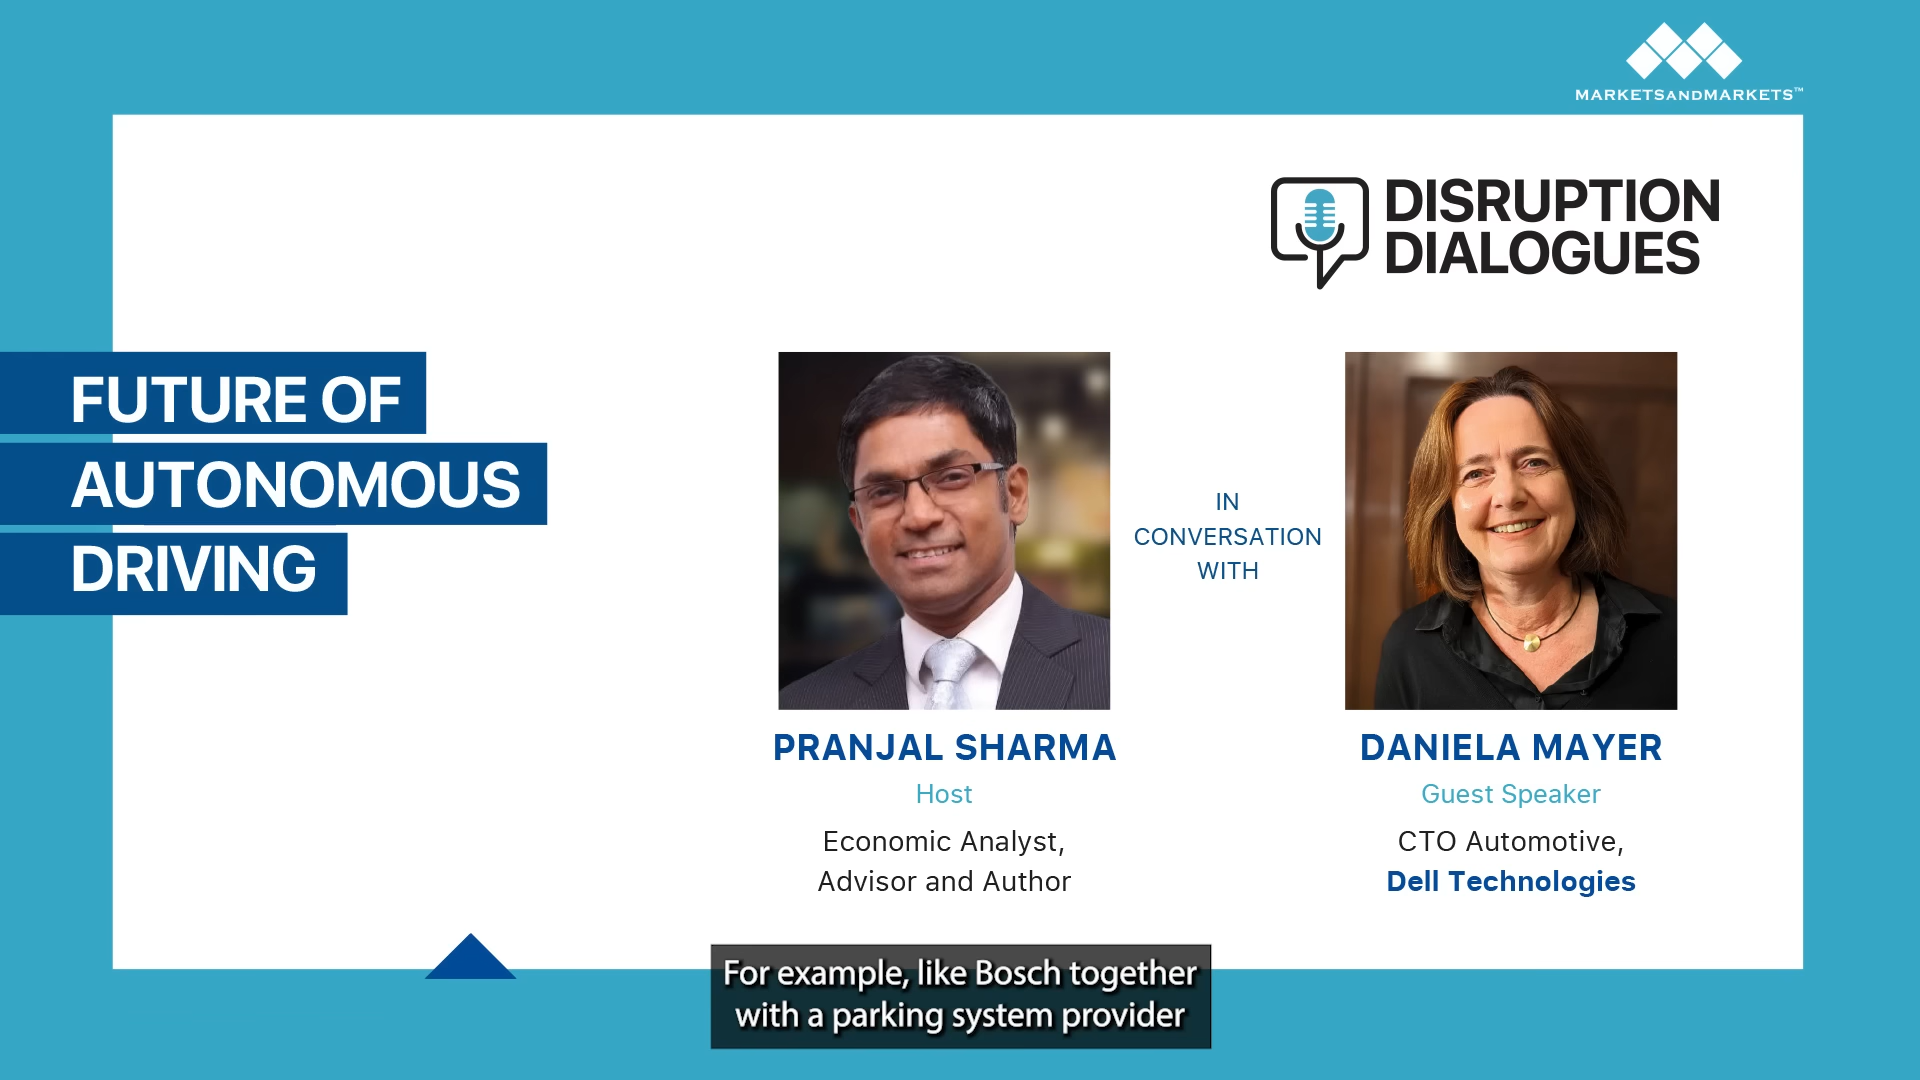 MARKETSANDMARKETS™
DISRUPTION
DIALOGUES
FUTURE OF
AUTONOMOUS
DRIVING
IN
CONVERSATION
WITH
PRANJAL SHARMA
Host
Economic Analyst,
Advisor and Author
DANIELA MAYER
Guest Speaker
CTO Automotive,
Dell Technologies
For example, like Bosch together
with a parking system provider